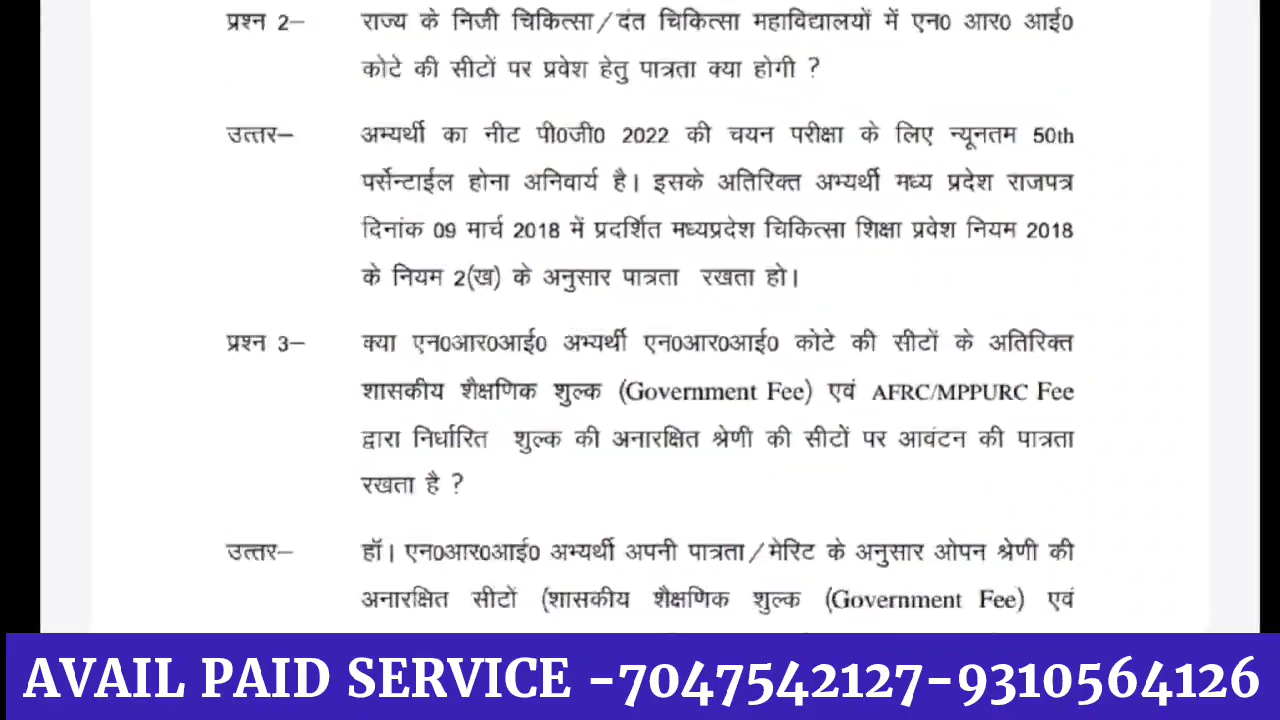 प्रश्न 2– राज्य के निजी चिकित्सा/दंत चिकित्सा महाविद्यालयों में एन0 आर0 आई0
कोटे की सीटों पर प्रवेश हेतु पात्रता क्या होगी ?
उत्तर– अभ्यर्थी का नीट पी0जी0 2022 की चयन परीक्षा के लिए न्यूनतम 50th
पर्सेन्टाईल होना अनिवार्य है। इसके अतिरिक्त अभ्यर्थी मध्य प्रदेश राजपत्र
दिनांक 09 मार्च 2018 में प्रदर्शित मध्यप्रदेश चिकित्सा शिक्षा प्रवेश नियम 2018
के नियम 2(ख) के अनुसार पात्रता रखता हो।
प्रश्न 3– क्या एन0आर0आई0 अभ्यर्थी एन0आर0आई0 कोटे की सीटों के अतिरिक्त
शासकीय शैक्षणिक शुल्क (Government Fee) एवं AFRC/MPPURC Fee
द्वारा निर्धारित शुल्क की अनारक्षित श्रेणी की सीटों पर आवंटन की पात्रता
रखता है ?
उत्तर– हॉ। एन0आर0आई0 अभ्यर्थी अपनी पात्रता/मेरिट के अनुसार ओपन श्रेणी की
अनारक्षित सीटों (शासकीय शैक्षणिक शुल्क (Government Fee) एवं
AVAIL PAID SERVICE -7047542127-9310564126